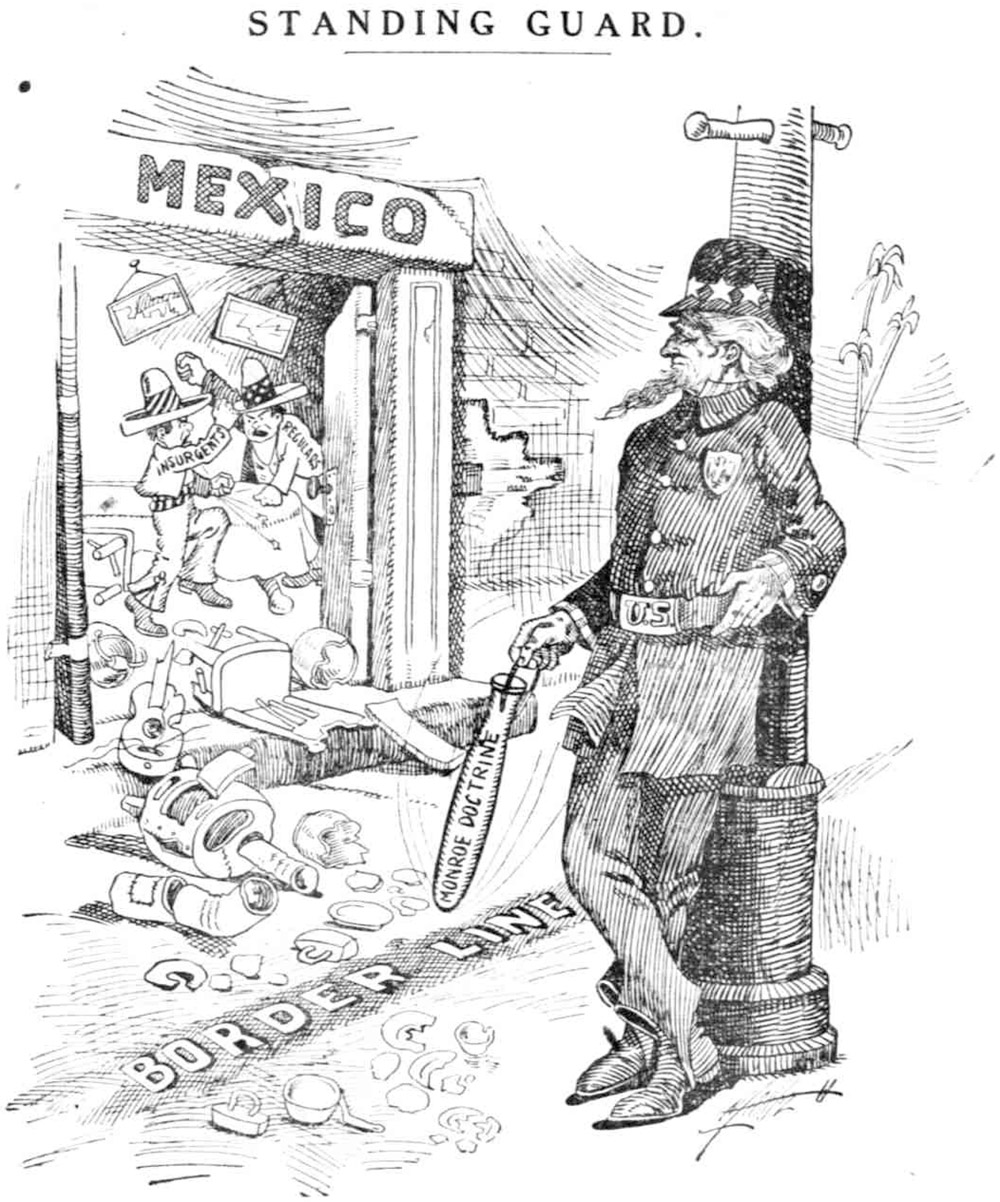 STANDING GUARD.
MEXICO
INSURGENTS
REGULARS
U.S.
MONROE DOCTRINE
BORDER LINE